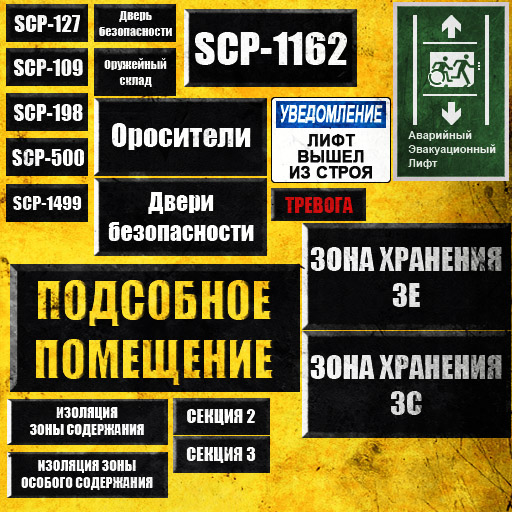 SCP-127
SCP-109
SCP-198
SCP-500
SCP-1499
Дверь
безопасности
Оружейный
склад
SCP-1162
Оросители
Двери
безопасности
УВЕДОМЛЕНИЕ
ЛИФТ
ВЫШЕЛ
ИЗ СТРОЯ
ТРЕВОГА
Аварийный
Эвакуационный
Лифт
ЗОНА ХРАНЕНИЯ
3E
ЗОНА ХРАНЕНИЯ
3C
ПОДСОБНОЕ
ПОМЕЩЕНИЕ
ИЗОЛЯЦИЯ
ЗОНЫ СОДЕРЖАНИЯ
ИЗОЛЯЦИЯ ЗОНЫ
ОСОБОГО СОДЕРЖАНИЯ
СЕКЦИЯ 2
СЕКЦИЯ 3